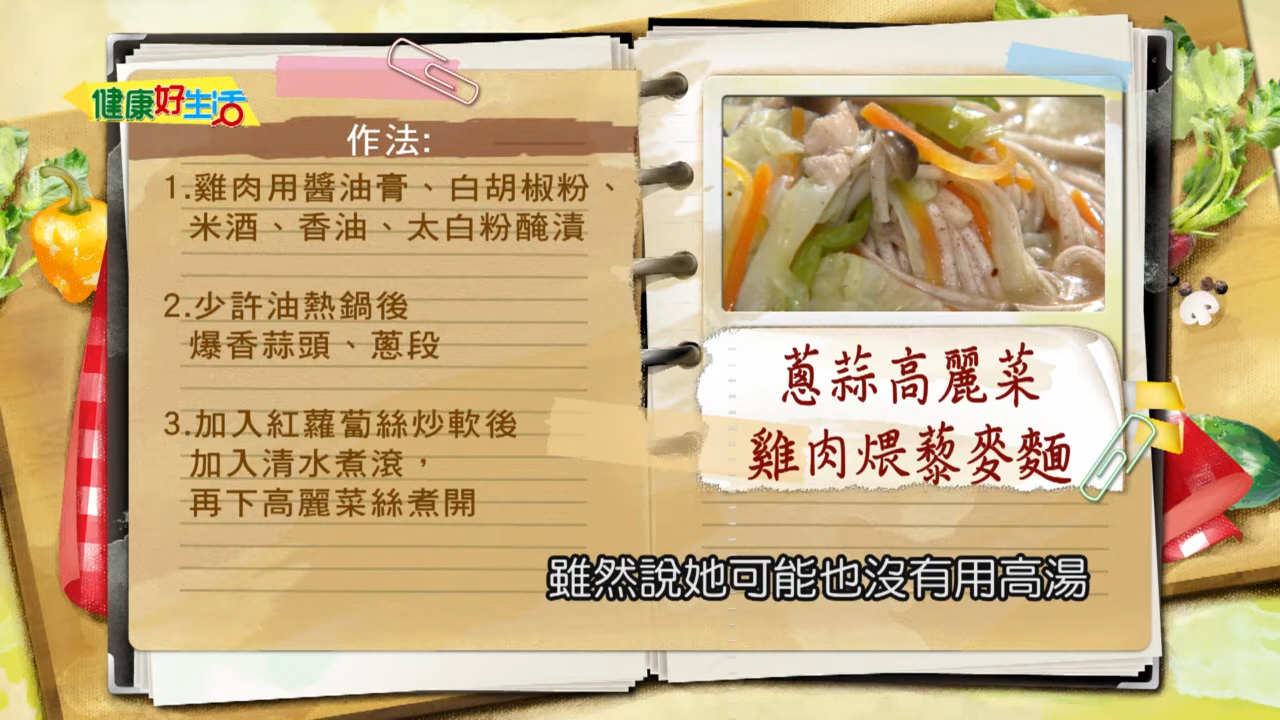 健康好生活
作法:
1.雞肉用醬油膏、白胡椒粉、
米酒、香油、太白粉醃漬
2.少許油熱鍋後
爆香蒜頭、蔥段
3.加入紅蘿蔔絲炒軟後
加入清水煮滾，
再下高麗菜絲煮開
蔥蒜高麗菜
雞肉煨藜麥麵
雖然說她可能也沒有用高湯